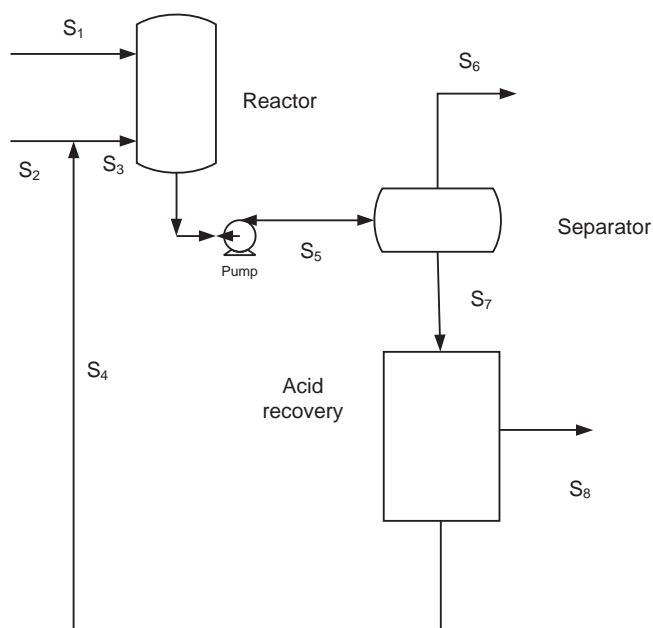 S₁
S₆
Reactor
S₂
S₃
Separator
S₅
Pump
S₇
S₄
Acid
recovery
S₈